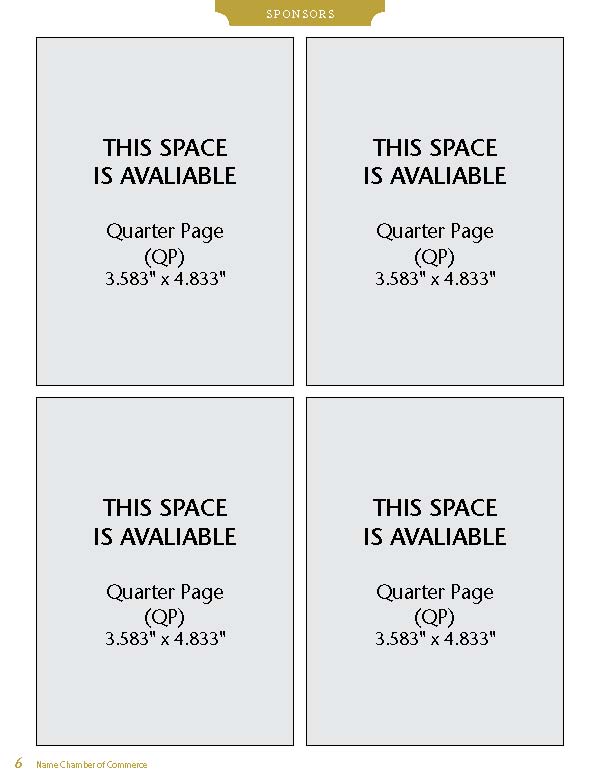 SPONSORS
THIS SPACE
IS AVALIABLE
Quarter Page
(QP)
3.583" x 4.833"
THIS SPACE
IS AVALIABLE
Quarter Page
(QP)
3.583" x 4.833"
THIS SPACE
IS AVALIABLE
Quarter Page
(QP)
3.583" x 4.833"
THIS SPACE
IS AVALIABLE
Quarter Page
(QP)
3.583" x 4.833"
6 Name Chamber of Commerce